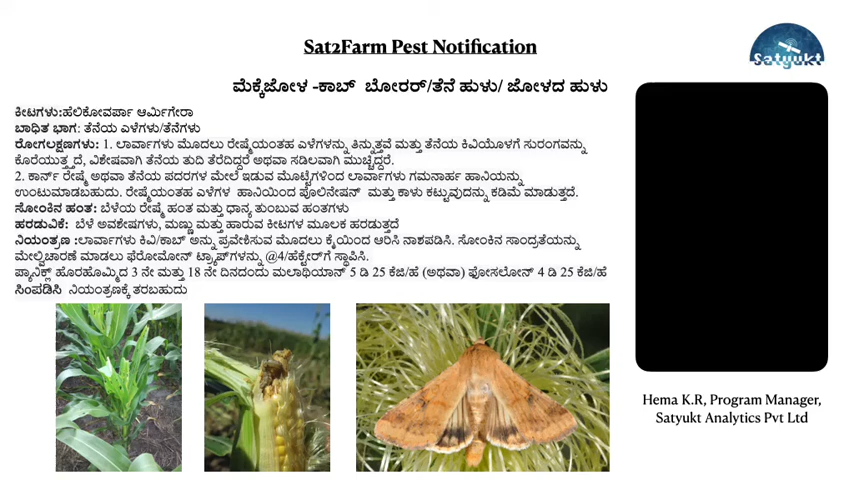 Sat2Farm Pest Notification
Satyukt
ಮೆಕ್ಕೆಜೋಳ -ಕಾಬ್ ಬೋರರ್/ತೆನೆ ಹುಳು/ ಜೋಳದ ಹುಳು
ಕೀಟಗಳು:ಹೆಲಿಕೋವರ್ಪಾ ಆರ್ಮಿಗೇರಾ
ಬಾಧಿತ ಭಾಗ: ತೆನೆಯ ಎಳೆಗಳು/ತೆನೆಗಳು
ರೋಗಲಕ್ಷಣಗಳು: 1. ಲಾರ್ವಾಗಳು ಮೊದಲು ರೇಷ್ಮೆಯಂತಹ ಎಳೆಗಳನ್ನು ತಿನ್ನುತ್ತವೆ ಮತ್ತು ತೆನೆಯ ಕಿವಿಯೊಳಗೆ ಸುರಂಗವನ್ನು
ಕೊರೆಯುತ್ತ್ತದೆ, ವಿಶೇಷವಾಗಿ ತೆನೆಯ ತುದಿ ತೆರೆದಿದ್ದರೆ ಅಥವಾ ಸಡಿಲವಾಗಿ ಮುಚ್ಚಿದ್ದರೆ.
2. ಕಾರ್ನ್ ರೇಷ್ಮೆ ಅಥವಾ ತೆನೆಯ ಪದರಗಳ ಮೇಲೆ ಇಡುವ ಮೊಟ್ಟೆಗಳಿಂದ ಲಾರ್ವಾಗಳು ಗಮನಾರ್ಹ ಹಾನಿಯನ್ನು
ಉಂಟುಮಾಡಬಹುದು. ರೇಷ್ಮೆಯಂತಹ ಎಳೆಗಳ ಹಾನಿಯಿಂದ ಪೊಲಿನೇಷನ್ ಮತ್ತು ಕಾಳು ಕಟ್ಟುವುದನ್ನು ಕಡಿಮೆ ಮಾಡುತ್ತದೆ.
ಸೋಂಕಿನ ಹಂತ: ಬೆಳೆಯ ರೇಷ್ಮೆ ಹಂತ ಮತ್ತು ಧಾನ್ಯ ತುಂಬುವ ಹಂತಗಳು
ಹರಡುವಿಕೆ: ಬೆಳೆ ಅವಶೇಷಗಳು, ಮಣ್ಣು ಮತ್ತು ಹಾರುವ ಕೀಟಗಳ ಮೂಲಕ ಹರಡುತ್ತದೆ
ನಿಯಂತ್ರಣ :ಲಾರ್ವಾಗಳು ಕಿವಿ/ಕಾಬ್ ಅನ್ನು ಪ್ರವೇಶಿಸುವ ಮೊದಲು ಕೈಯಿಂದ ಆರಿಸಿ ನಾಶಪಡಿಸಿ. ಸೋಂಕಿನ ಸಾಂದ್ರತೆಯನ್ನು
ಮೇಲ್ವಿಚಾರಣೆ ಮಾಡಲು ಫೆರೋಮೋನ್ ಟ್ರ್ಯಾಪ್‌ಗಳನ್ನು @4/ಹೆಕ್ಟೇರ್‌ಗೆ ಸ್ಥಾಪಿಸಿ.
ಪ್ಯಾನಿಕ್ಲ್ ಹೊರಹೊಮ್ಮಿದ 3 ನೇ ಮತ್ತು 18 ನೇ ದಿನದಂದು ಮಲಾಥಿಯಾನ್ 5 ಡಿ 25 ಕೆಜಿ/ಹೆ (ಅಥವಾ) ಫೋಸಲೋನ್ 4 ಡಿ 25 ಕೆಜಿ/ಹೆ
ಸಿಂಪಡಿಸಿ ನಿಯಂತ್ರಣಕ್ಕೆ ತರಬಹುದು
Hema K.R, Program Manager,
Satyukt Analytics Pvt Ltd